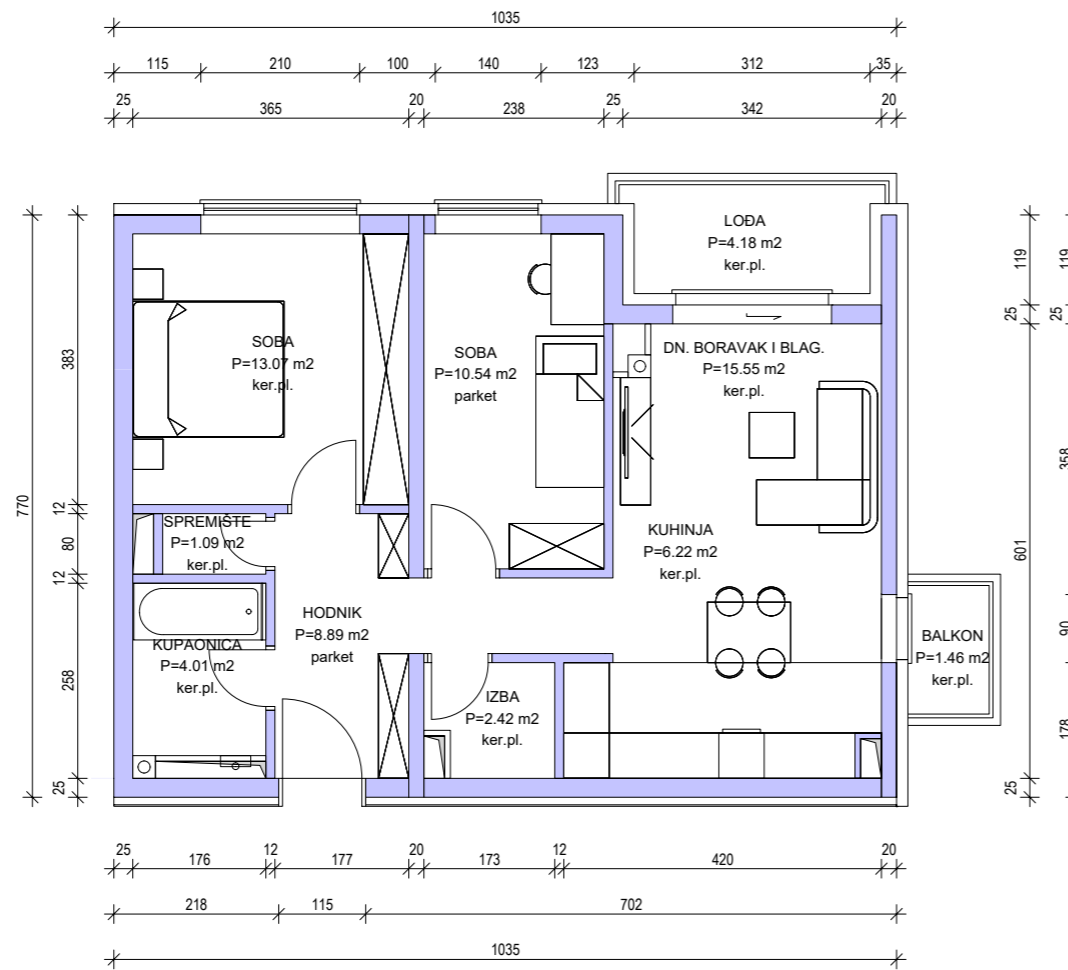 1035
115 210 100 140 123 312 35
25 365 20 238 25 342 20
LOĐA
P=4.18 m2
ker.pl.
SOBA
P=13.07 m2
ker.pl.
SOBA
P=10.54 m2
parket
DN. BORAVAK I BLAG.
P=15.55 m2
ker.pl.
SPREMIŠTE
P=1.09 m2
ker.pl.
KUHINJA
P=6.22 m2
ker.pl.
HODNIK
P=8.89 m2
parket
KUPAONICA
P=4.01 m2
ker.pl.
IZBA
P=2.42 m2
ker.pl.
BALKON
P=1.46 m2
ker.pl.
770
383
12
80
12
258
25
119
25
601
25
119
25
358
90
178
25 176 12 177 20 173 12 420 20
218 115 702
1035